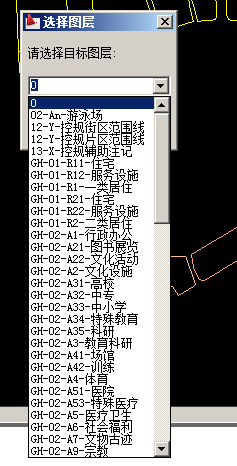 选择图层
请选择目标图层:
0
0
02-An-游泳场
12-Y-控规街区范围线
12-Y-控规片区范围线
13-X-控规辅助注记
GH-01-R11-住宅
GH-01-R12-服务设施
GH-01-R1-一类居住
GH-01-R21-住宅
GH-01-R22-服务设施
GH-01-R2-二类居住
GH-02-A1-行政办公
GH-02-A21-图书展览
GH-02-A22-文化活动
GH-02-A2-文化设施
GH-02-A31-高校
GH-02-A32-中专
GH-02-A33-中小学
GH-02-A34-特殊教育
GH-02-A35-科研
GH-02-A3-教育科研
GH-02-A41-场馆
GH-02-A42-训练
GH-02-A4-体育
GH-02-A51-医院
GH-02-A53-特殊医疗
GH-02-A5-医疗卫生
GH-02-A6-社会福利
GH-02-A7-文物古迹
GH-02-A9-宗教